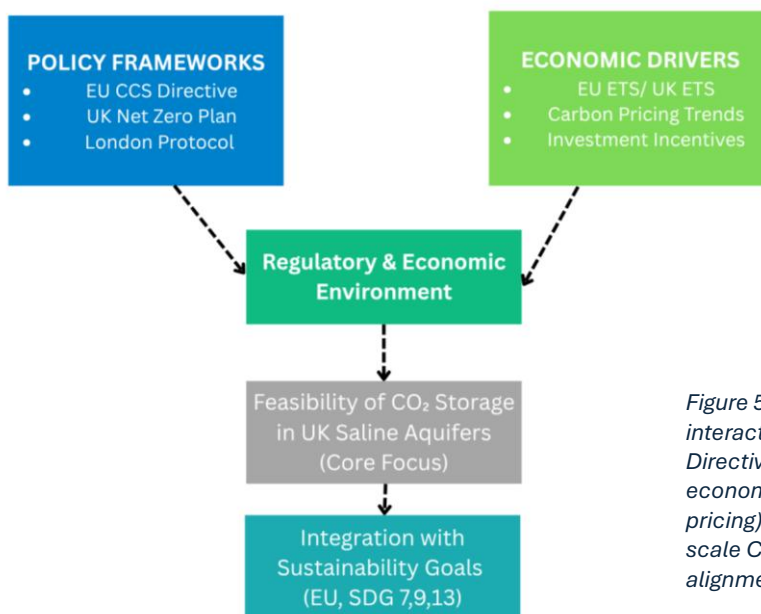 POLICY FRAMEWORKS
• EU CCS Directive
• UK Net Zero Plan
• London Protocol
ECONOMIC DRIVERS
• EU ETS/ UK ETS
• Carbon Pricing Trends
• Investment Incentives
Regulatory & Economic
Environment
Feasibility of CO₂ Storage
in UK Saline Aquifers
(Core Focus)
Integration with
Sustainability Goals
(EU, SDG 7,9,13)
Figure 5
interact
Directiv
econom
pricing)
scale C
alignme